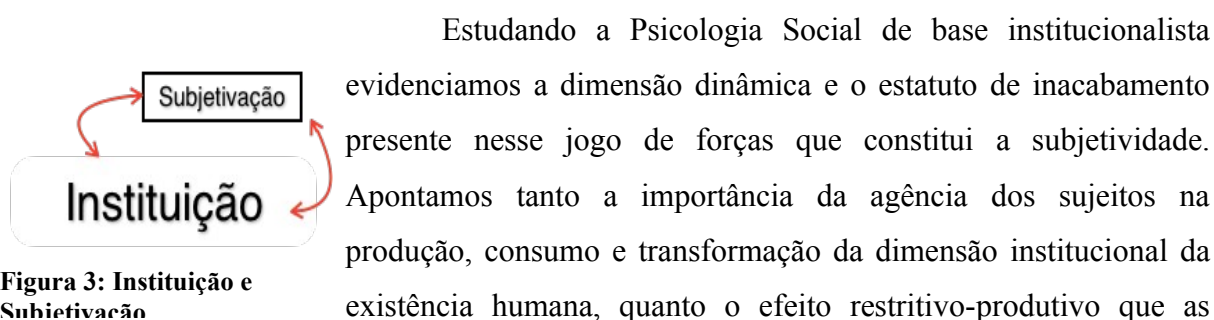 Subjetivação
Instituição
Figura 3: Instituição e
Subjetivação
Estudando a Psicologia Social de base institucionalista
evidenciamos a dimensão dinâmica e o estatuto de inacabamento
presente nesse jogo de forças que constitui a subjetividade.
Apontamos tanto a importância da agência dos sujeitos na
produção, consumo e transformação da dimensão institucional da
existência humana, quanto o efeito restritivo-produtivo que as